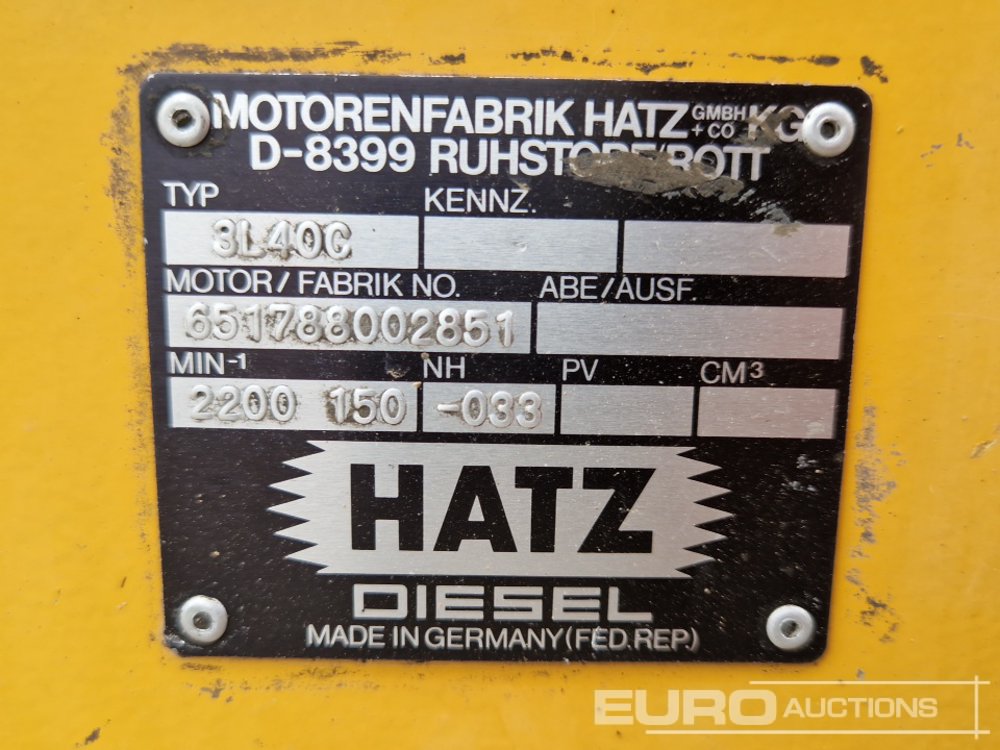 MOTORENFABRIK HATZ GMBH + CO KG
D-8399 RUHSTORF/ROTT
TYP KENNZ.
3L40C
MOTOR/FABRIK NO. ABE/AUSF.
651788002851
MIN-1 NH PV CM3
2200 150 -033
HATZ
DIESEL
MADE IN GERMANY (FED. REP.)
EURO AUCTIONS